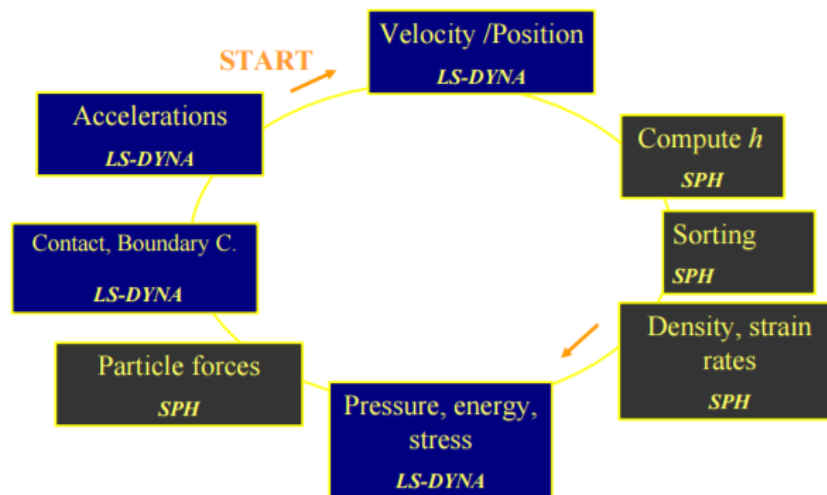 START
Velocity /Position
LS-DYNA
Compute h
SPH
Sorting
SPH
Density, strain
rates
SPH
Pressure, energy,
stress
LS-DYNA
Particle forces
SPH
Contact, Boundary C.
LS-DYNA
Accelerations
LS-DYNA